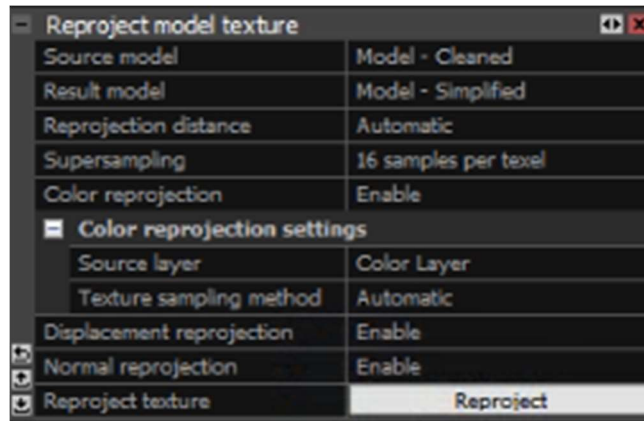 Reproject model texture
Source model Model - Cleaned
Result model Model - Simplified
Reprojection distance Automatic
Supersampling 16 samples per texel
Color reprojection Enable
Color reprojection settings
Source layer Color Layer
Texture sampling method Automatic
Displacement reprojection Enable
Normal reprojection Enable
Reproject texture Reproject